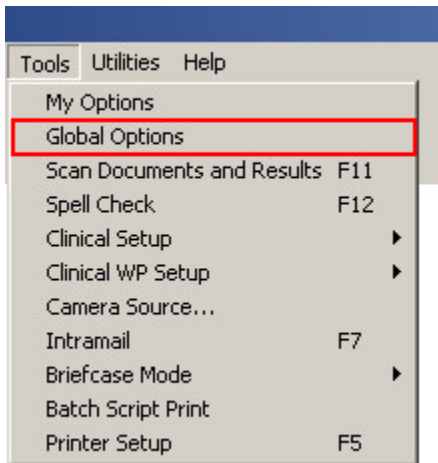 Tools Utilities Help
My Options
Global Options
Scan Documents and Results F11
Spell Check F12
Clinical Setup
Clinical WP Setup
Camera Source...
Intramail F7
Briefcase Mode
Batch Script Print
Printer Setup F5